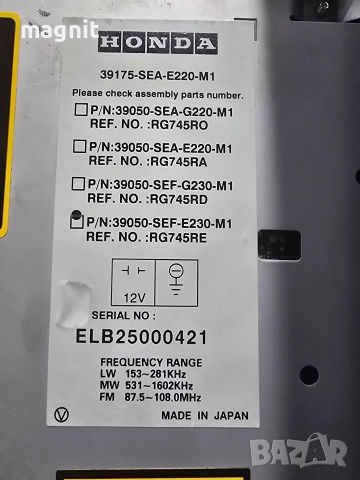 magnit
HONDA
39175-SEA-E220-M1
Please check assembly parts number.
P/N:39050-SEA-G220-M1
REF. NO. :RG745RO
P/N:39050-SEA-E220-M1
REF. NO. :RG745RA
P/N:39050-SEF-G230-M1
REF. NO. :RG745RD
P/N:39050-SEF-E230-M1
REF. NO. :RG745RE
12V
SERIAL NO :
ELB25000421
FREQUENCY RANGE
LW 153~281KHz
MW 531~1602KHz
FM 87.5~108.0MHz
V MADE IN JAPAN
BAZAR